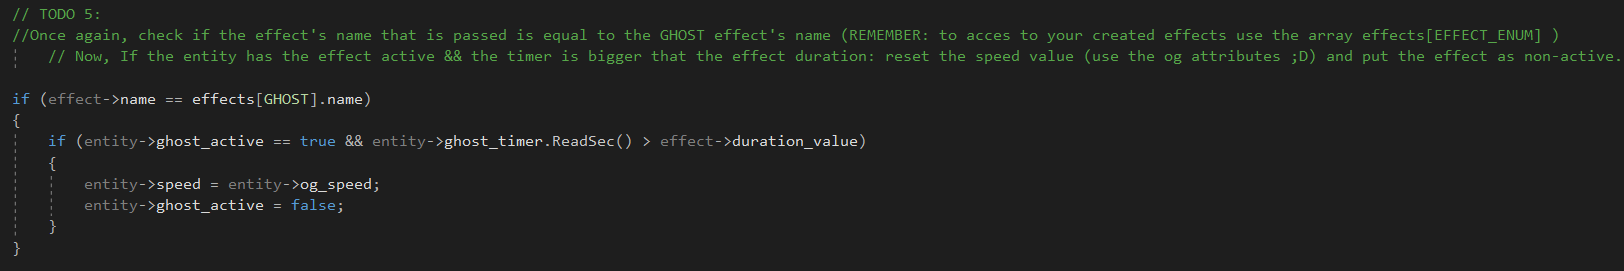 // TODO 5:
//Once again, check if the effect's name that is passed is equal to the GHOST effect's name (REMEMBER: to acces to your created effects use the array effects[EFFECT_ENUM] )
// Now, If the entity has the effect active && the timer is bigger that the effect duration: reset the speed value (use the og attributes ;D) and put the effect as non-active.
if (effect->name == effects[GHOST].name)
{
if (entity->ghost_active == true && entity->ghost_timer.ReadSec() > effect->duration_value)
{
entity->speed = entity->og_speed;
entity->ghost_active = false;
}
}